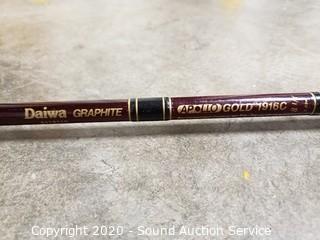 Daiwa GRAPHITE APOLLO GOLD 1916C
Copyright 2020 - Sound Auction Service